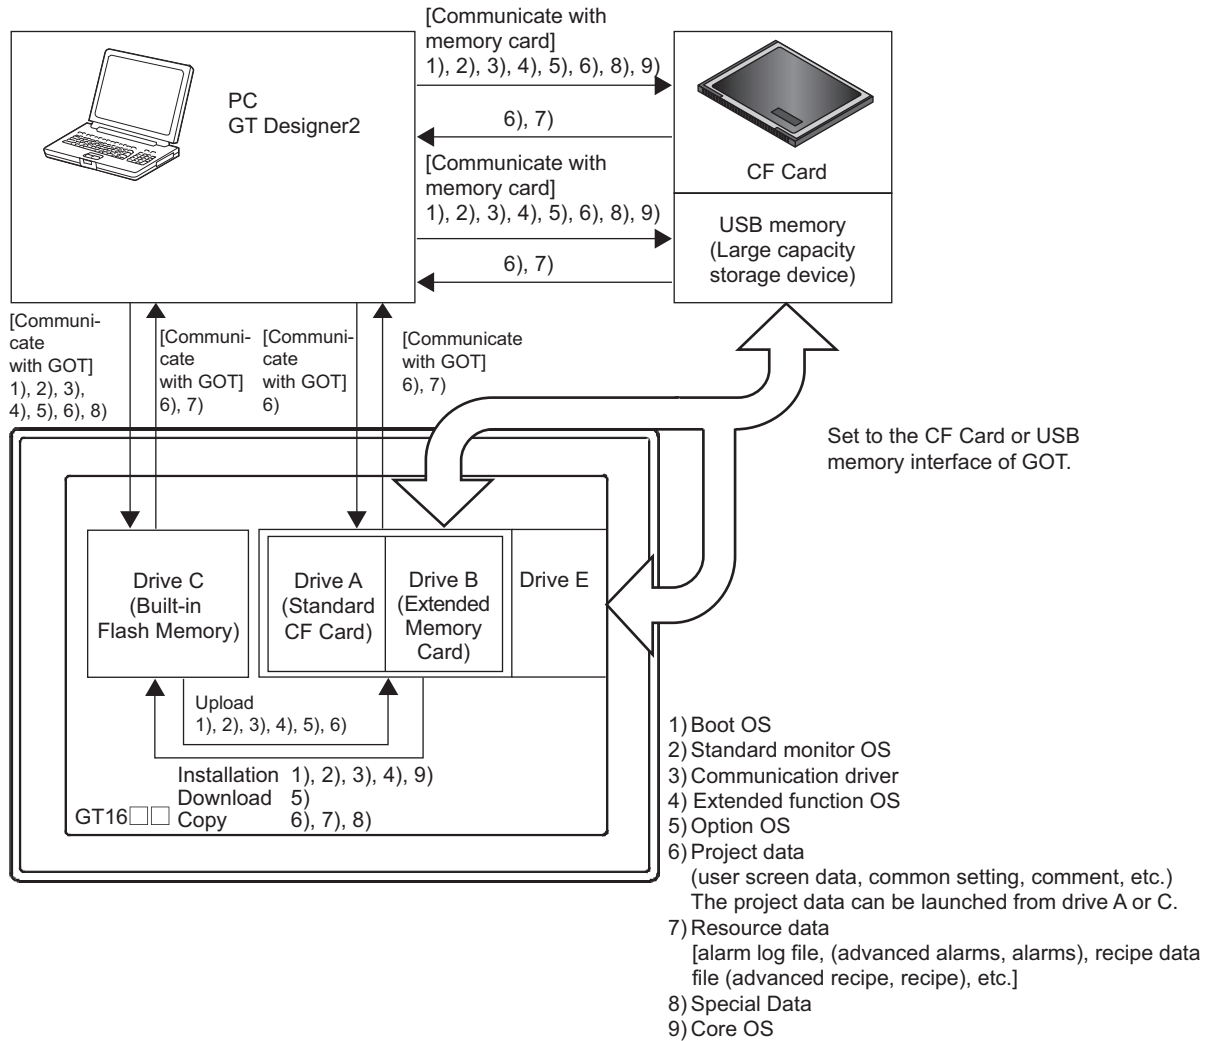 [Communicate with
memory card]
1), 2), 3), 4), 5), 6), 8), 9)
PC
GT Designer2
6), 7)
CF Card
[Communicate with
memory card]
1), 2), 3), 4), 5), 6), 8), 9)
USB memory
(Large capacity
storage device)
6), 7)
[Communi-
cate
with GOT]
1), 2), 3),
4), 5), 6), 8)
[Communi-
cate
with GOT]
6), 7)
[Communi-
cate
with GOT]
6)
[Communicate
with GOT]
6), 7)
Set to the CF Card or USB
memory interface of GOT.
Drive C
(Built-in
Flash Memory)
Drive A
(Standard
CF Card)
Drive B
(Extended
Memory
Card)
Drive E
Upload
1), 2), 3), 4), 5), 6)
Installation 1), 2), 3), 4), 9)
Download 5)
Copy 6), 7), 8)
GT16□□
1) Boot OS
2) Standard monitor OS
3) Communication driver
4) Extended function OS
5) Option OS
6) Project data
(user screen data, common setting, comment, etc.)
The project data can be launched from drive A or C.
7) Resource data
[alarm log file, (advanced alarms, alarms), recipe data
file (advanced recipe, recipe), etc.]
8) Special Data
9) Core OS